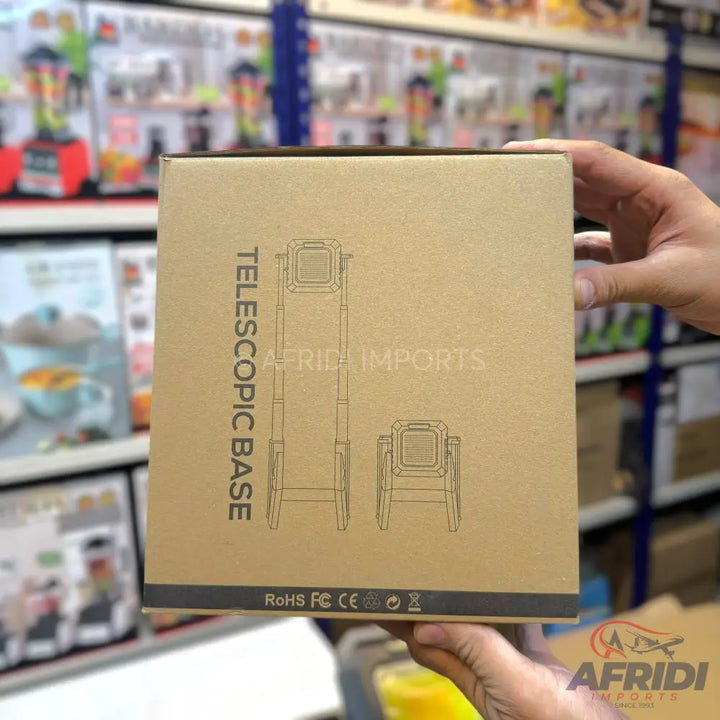 TELESCOPIC BASE
AFRIDI IMPORTS
RoHS FC CE
AFRIDI
IMPORTS
SINCE 1993